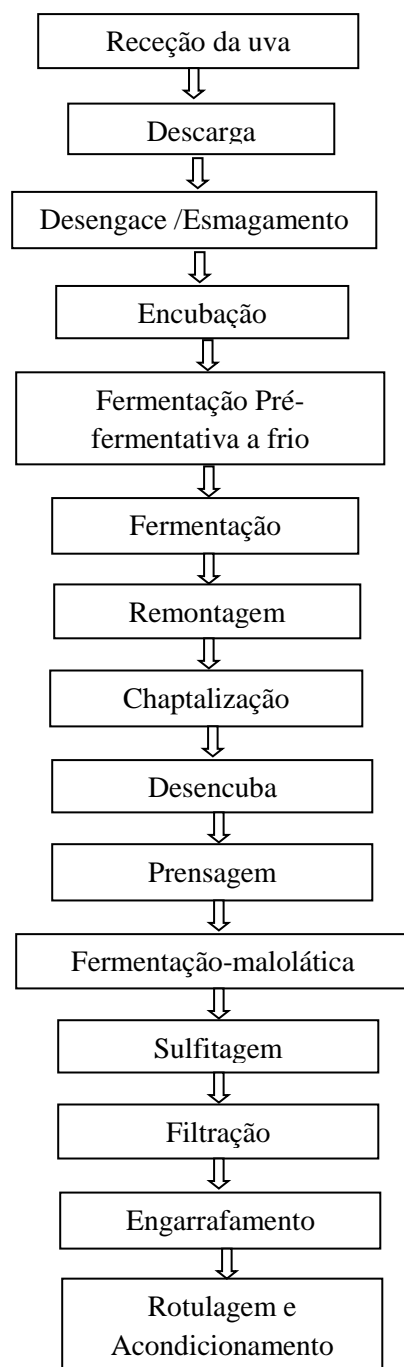 Receção da uva
Descarga
Desengace /Esmagamento
Encubação
Fermentação Pré-
fermentativa a frio
Fermentação
Remontagem
Chaptalização
Desencuba
Prensagem
Fermentação-malolática
Sulfitagem
Filtração
Engarrafamento
Rotulagem e
Acondicionamento